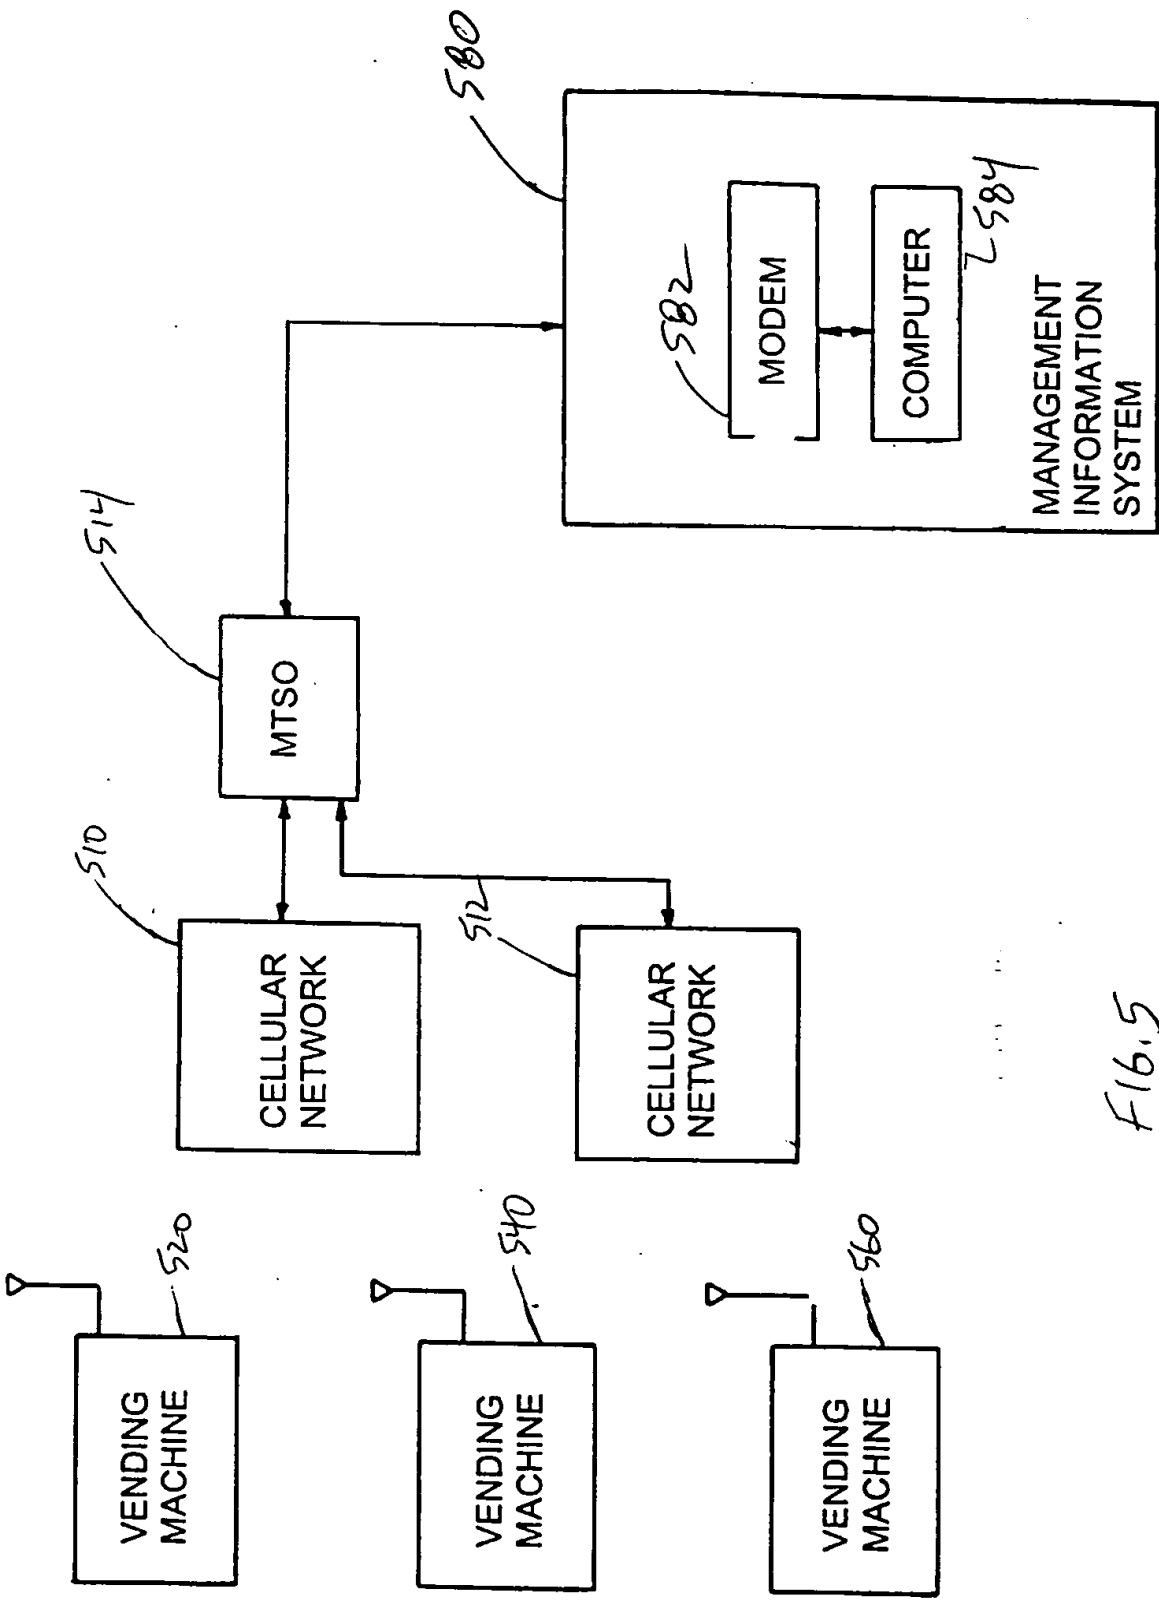 VENDING
MACHINE
520
VENDING
MACHINE
540
VENDING
MACHINE
560
CELLULAR
NETWORK
510
CELLULAR
NETWORK
512
MTSO
514
580
MODEM
582
COMPUTER
584
MANAGEMENT
INFORMATION
SYSTEM
FIG.5